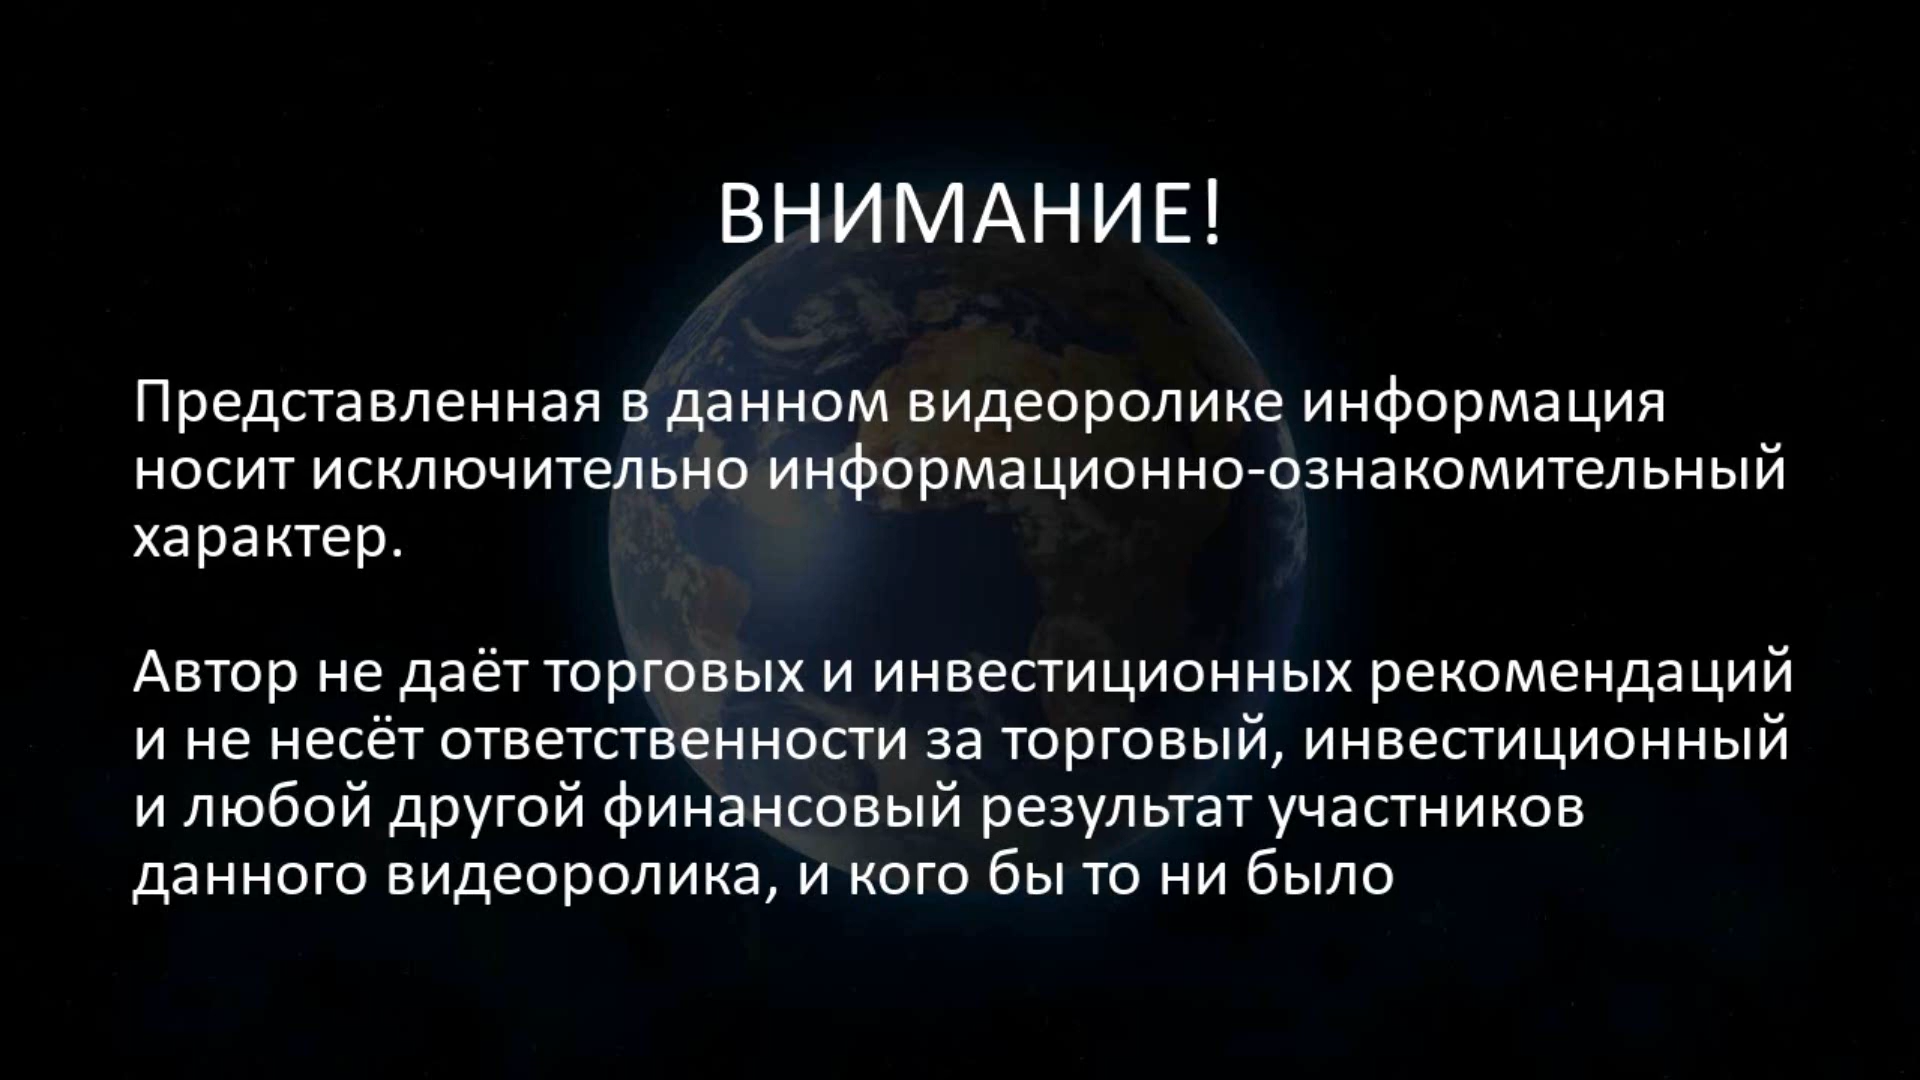 ВНИМАНИЕ!
Представленная в данном видеоролике информация
носит исключительно информационно-ознакомительный
характер.
Автор не даёт торговых и инвестиционных рекомендаций
и не несёт ответственности за торговый, инвестиционный
и любой другой финансовый результат участников
данного видеоролика, и кого бы то ни было